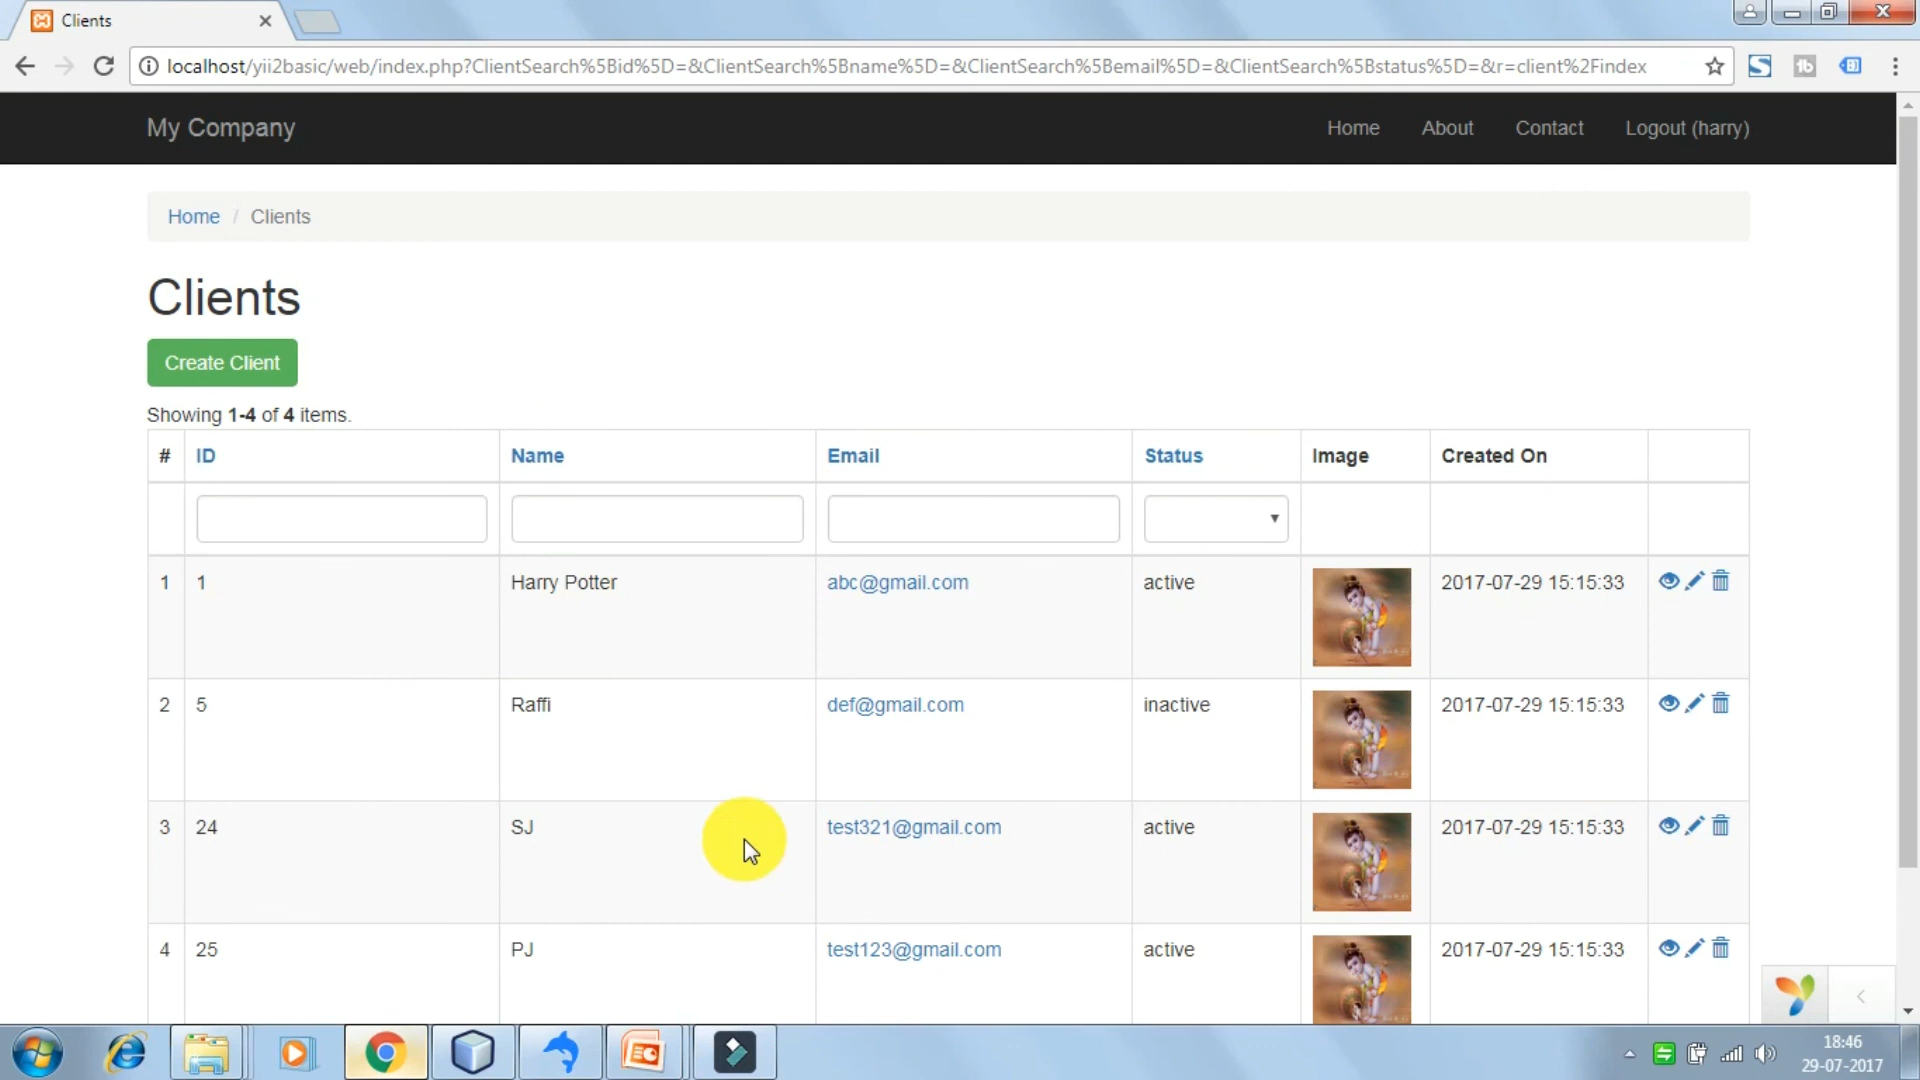 Clients
localhost/yii2basic/web/index.php?ClientSearch%5Bid%5D=&ClientSearch%5Bname%5D=&ClientSearch%5Bemail%5D=&ClientSearch%5Bstatus%5D=&r=client%2Findex
My Company Home About Contact Logout (harry)
Home / Clients
Clients
Create Client
Showing 1-4 of 4 items.
# ID Name Email Status Image Created On
1 1 Harry Potter abc@gmail.com active 2017-07-29 15:15:33
2 5 Raffi def@gmail.com inactive 2017-07-29 15:15:33
3 24 SJ test321@gmail.com active 2017-07-29 15:15:33
4 25 PJ test123@gmail.com active 2017-07-29 15:15:33
18:46
29-07-2017